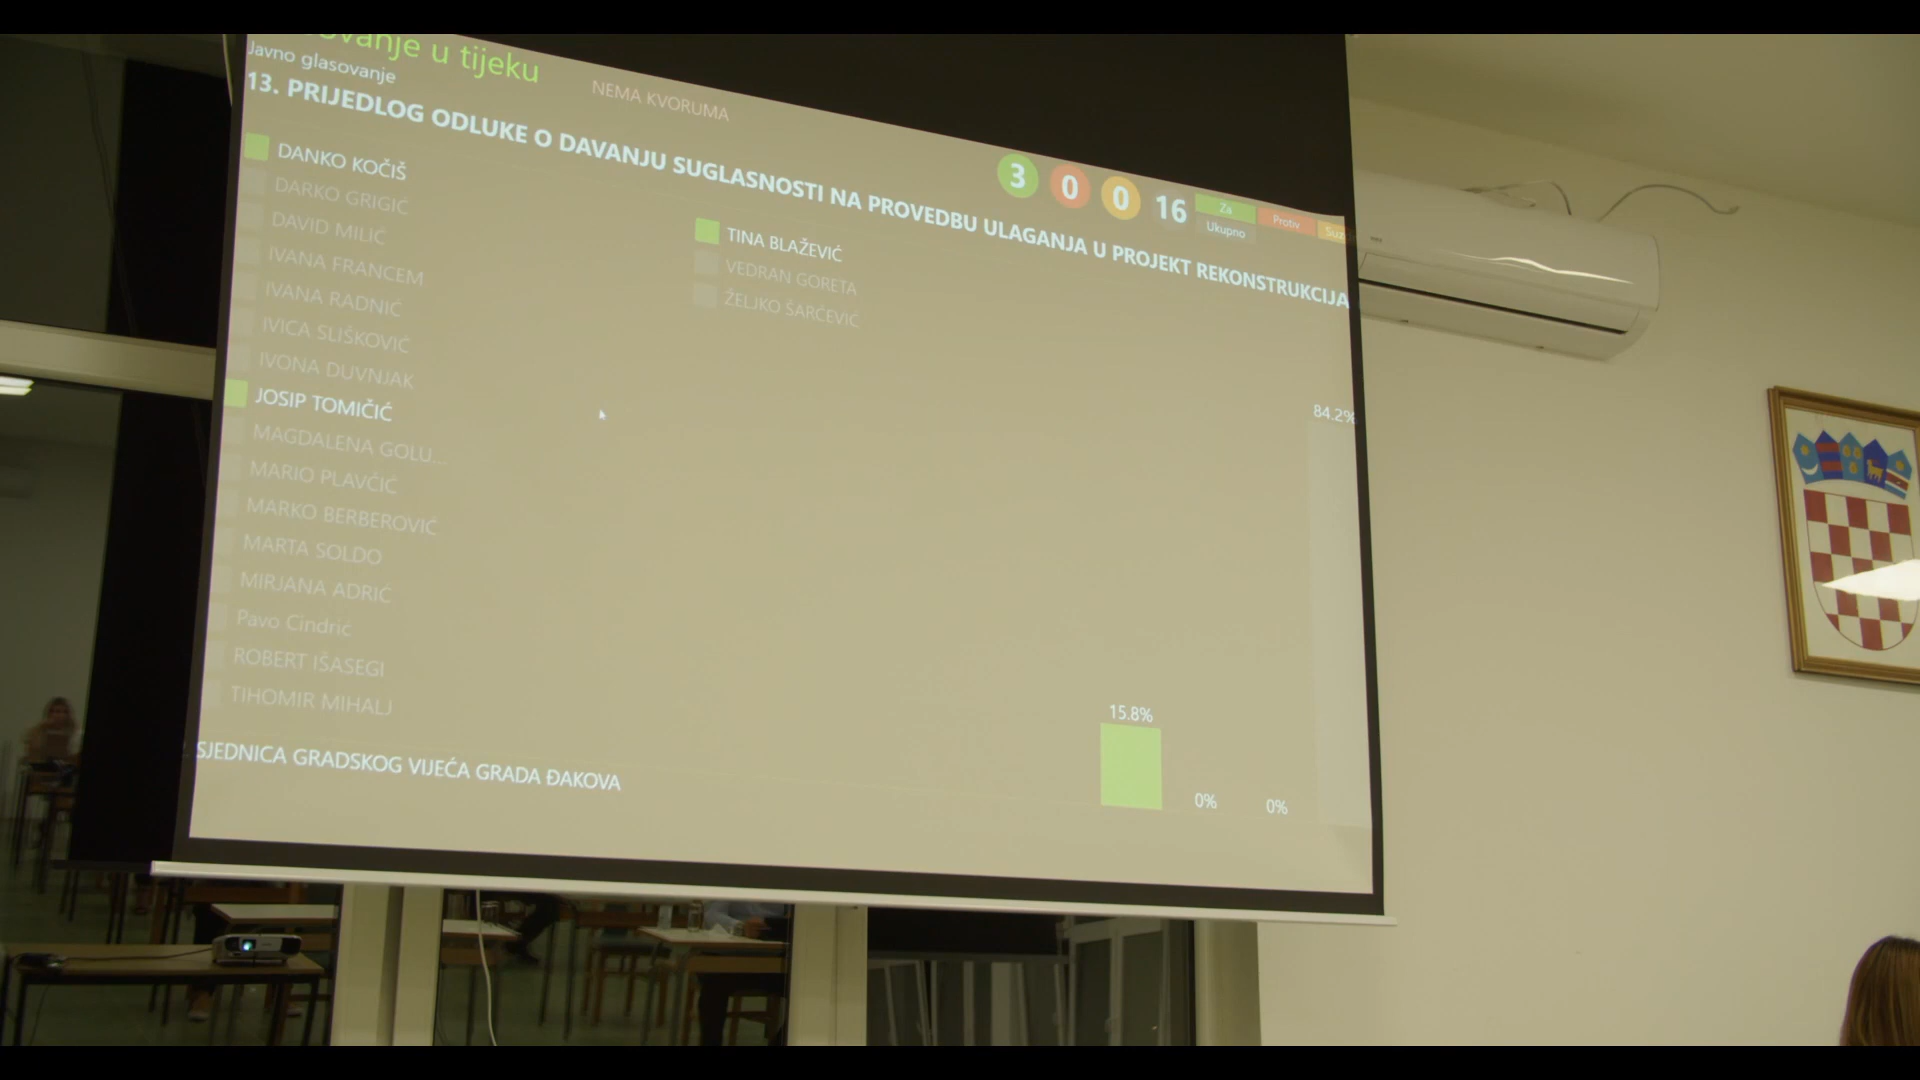 vanje u tijeku
Javno glasovanje
NEMA KVORUMA
13. PRIJEDLOG ODLUKE O DAVANJU SUGLASNOSTI NA PROVEDBU ULAGANJA U PROJEKT REKONSTRUKCIJA
3 0 0 16
Za Protiv
Ukupno
DANKO KOČIŠ
DARKO GRIGIĆ
DAVID MILIĆ
IVANA FRANCEM
IVANA RADNIĆ
IVICA SLIŠKOVIĆ
IVONA DUVNJAK
JOSIP TOMIČIĆ
MAGDALENA GOLU...
MARIO PLAVČIĆ
MARKO BERBEROVIĆ
MARTA SOLDO
MIRJANA ADRIĆ
Pavo Cindrić
ROBERT IŠASEGI
TIHOMIR MIHALJ
TINA BLAŽEVIĆ
VEDRAN GORETA
ŽELJKO ŠARČEVIĆ
84.2%
15.8%
0%
0%
SJEDNICA GRADSKOG VIJEĆA GRADA ĐAKOVA